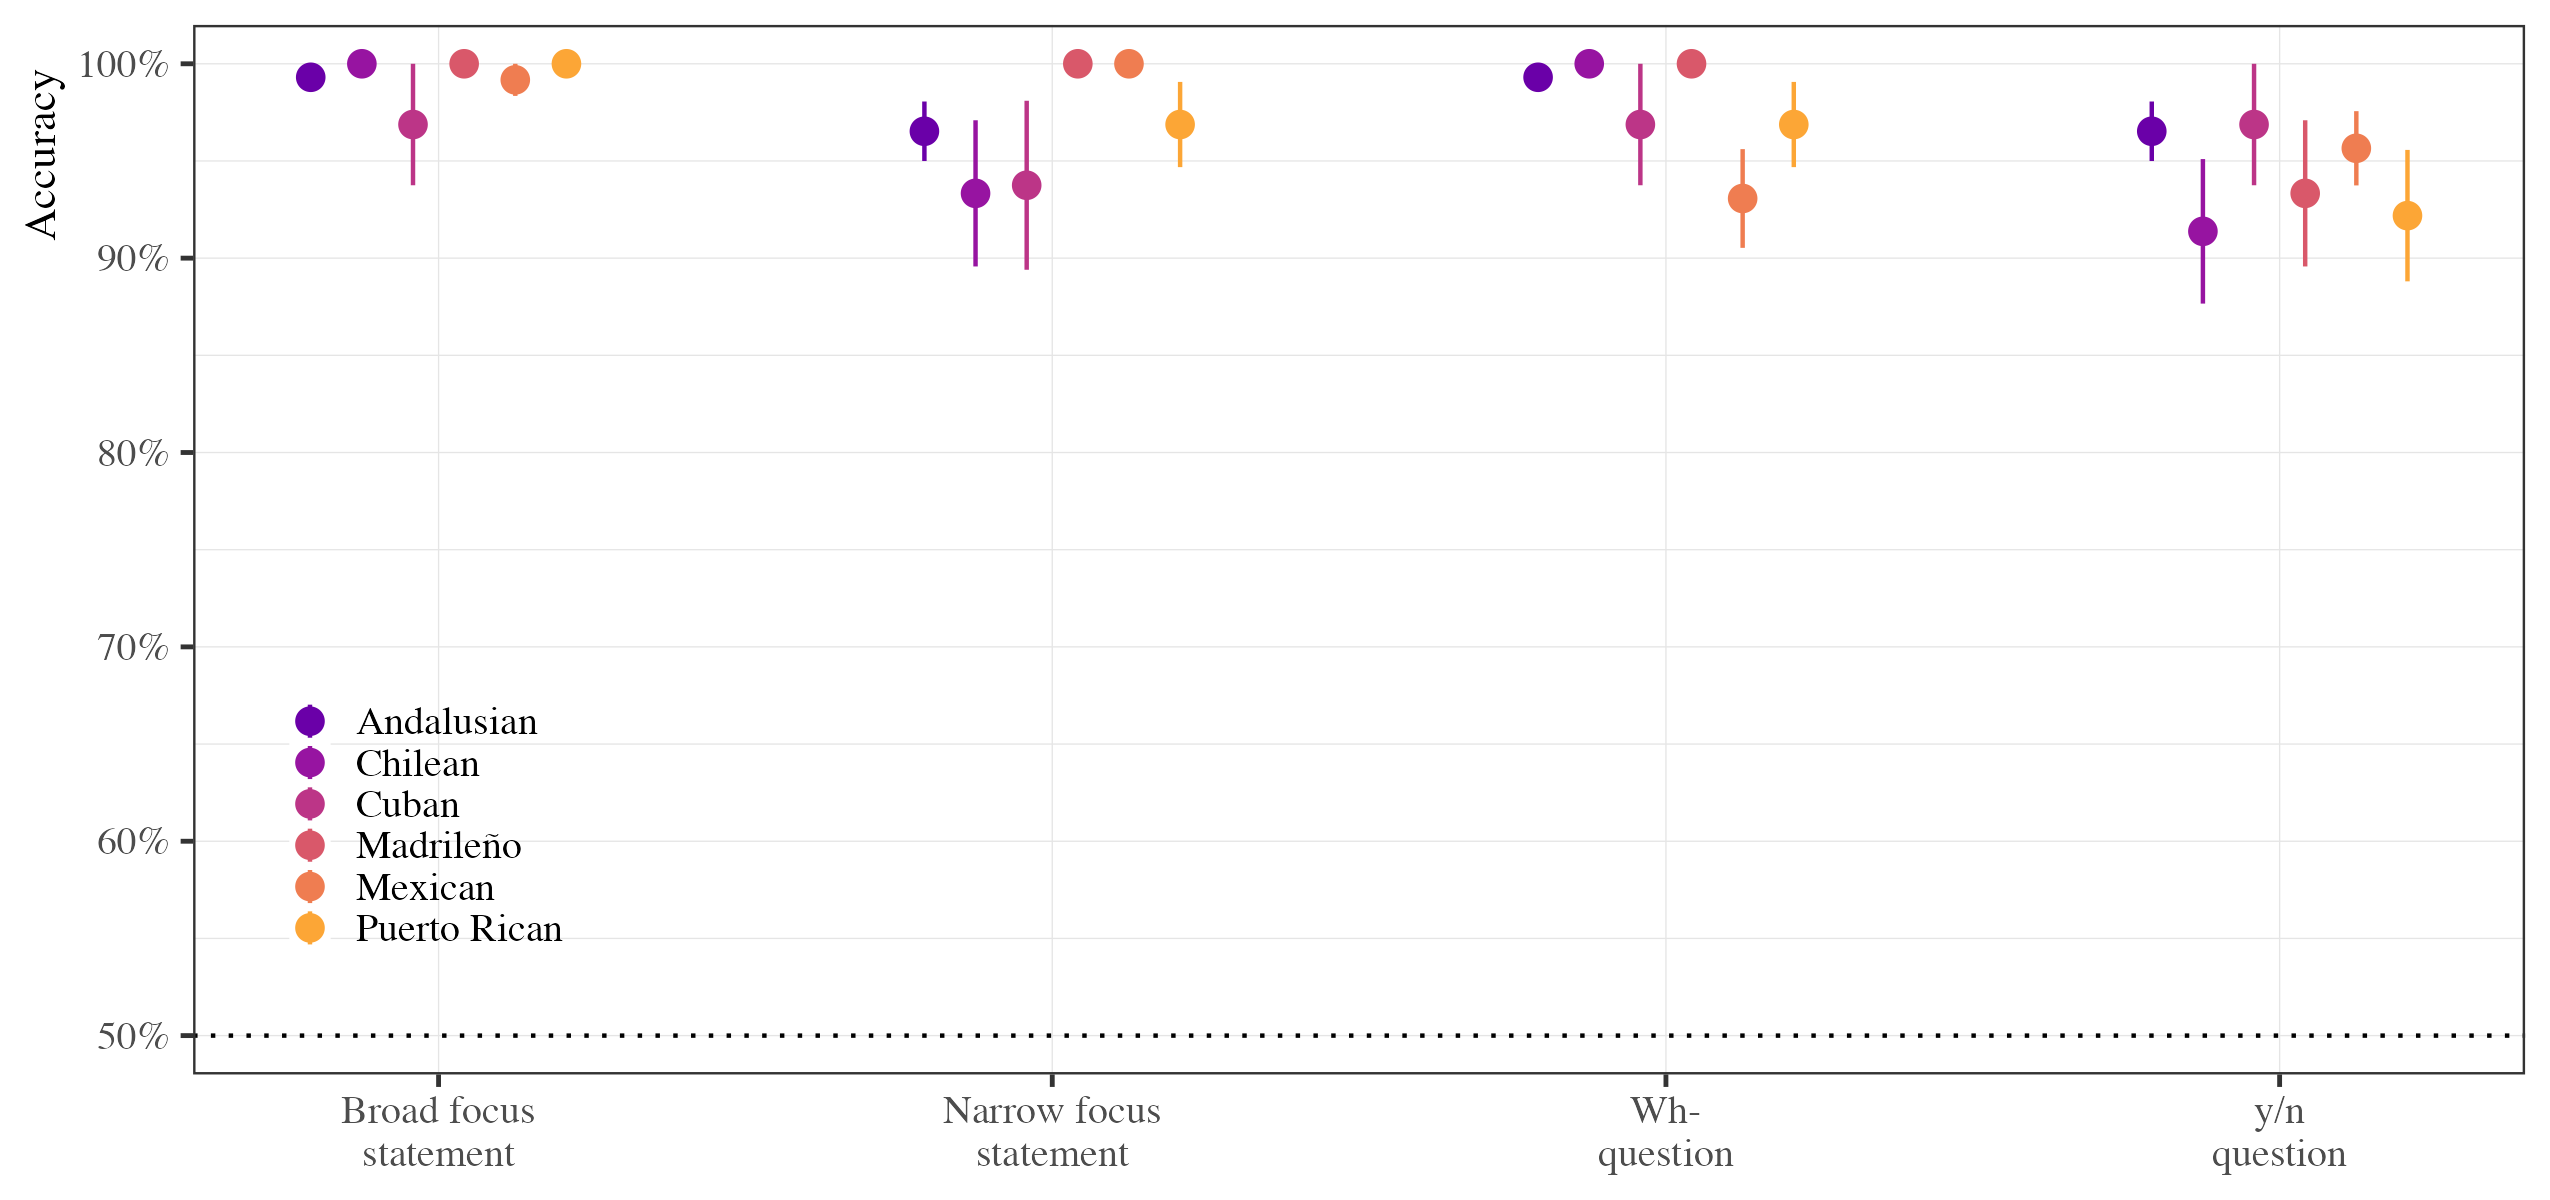 Accuracy
100%
90%
80%
70%
60%
50%
Andalusian
Chilean
Cuban
Madrileño
Mexican
Puerto Rican
Broad focus
statement
Narrow focus
statement
Wh-
question
y/n
question